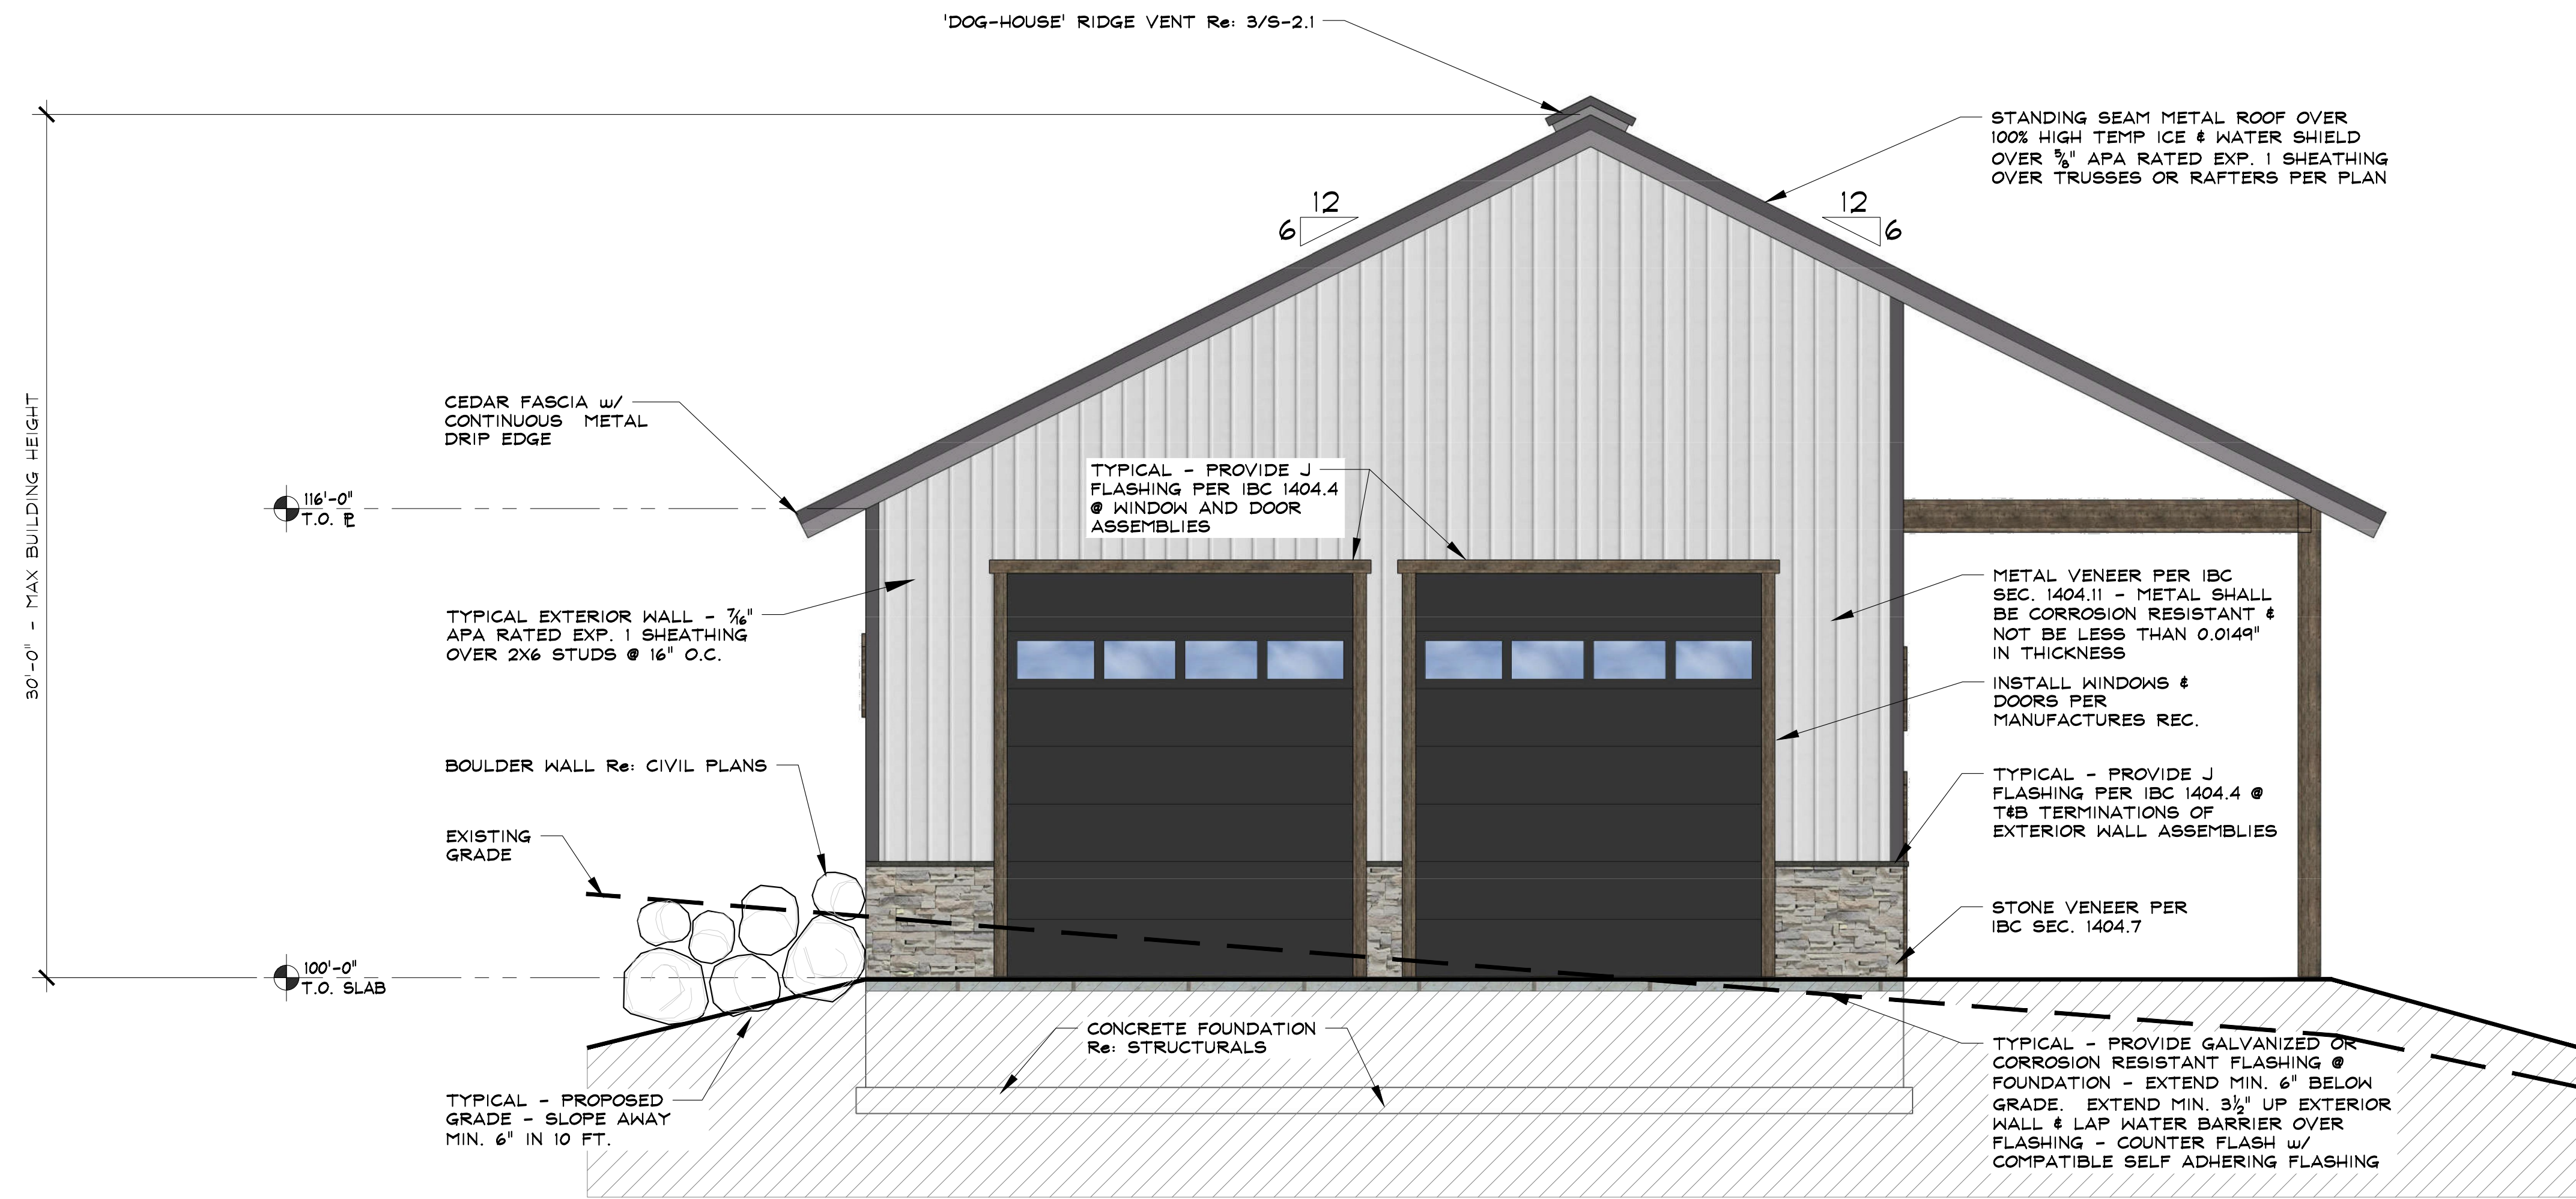 'DOG-HOUSE' RIDGE VENT Re: 3/S-2.1
STANDING SEAM METAL ROOF OVER
100% HIGH TEMP ICE & WATER SHIELD
OVER 5/8" APA RATED EXP. 1 SHEATHING
OVER TRUSSES OR RAFTERS PER PLAN
12
6
12
6
30'-0" - MAX BUILDING HEIGHT
CEDAR FASCIA w/
CONTINUOUS METAL
DRIP EDGE
116'-0"
T.O. PL
TYPICAL - PROVIDE J
FLASHING PER IBC 1404.4
@ WINDOW AND DOOR
ASSEMBLIES
TYPICAL EXTERIOR WALL - 7/16"
APA RATED EXP. 1 SHEATHING
OVER 2X6 STUDS @ 16" O.C.
METAL VENEER PER IBC
SEC. 1404.11 - METAL SHALL
BE CORROSION RESISTANT &
NOT BE LESS THAN 0.0149"
IN THICKNESS
INSTALL WINDOWS &
DOORS PER
MANUFACTURES REC.
BOULDER WALL Re: CIVIL PLANS
TYPICAL - PROVIDE J
FLASHING PER IBC 1404.4 @
T&B TERMINATIONS OF
EXTERIOR WALL ASSEMBLIES
EXISTING
GRADE
STONE VENEER PER
IBC SEC. 1404.7
100'-0"
T.O. SLAB
CONCRETE FOUNDATION
Re: STRUCTURALS
TYPICAL - PROVIDE GALVANIZED OR
CORROSION RESISTANT FLASHING @
FOUNDATION - EXTEND MIN. 6" BELOW
GRADE. EXTEND MIN. 3 1/2" UP EXTERIOR
WALL & LAP WATER BARRIER OVER
FLASHING - COUNTER FLASH w/
COMPATIBLE SELF ADHERING FLASHING
TYPICAL - PROPOSED
GRADE - SLOPE AWAY
MIN. 6" IN 10 FT.